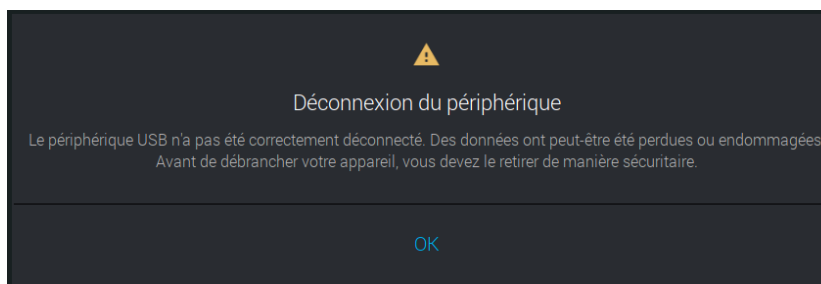 Déconnexion du périphérique
Le périphérique USB n'a pas été correctement déconnecté. Des données ont peut-être été perdues ou endommagées
Avant de débrancher votre appareil, vous devez le retirer de manière sécuritaire.
OK